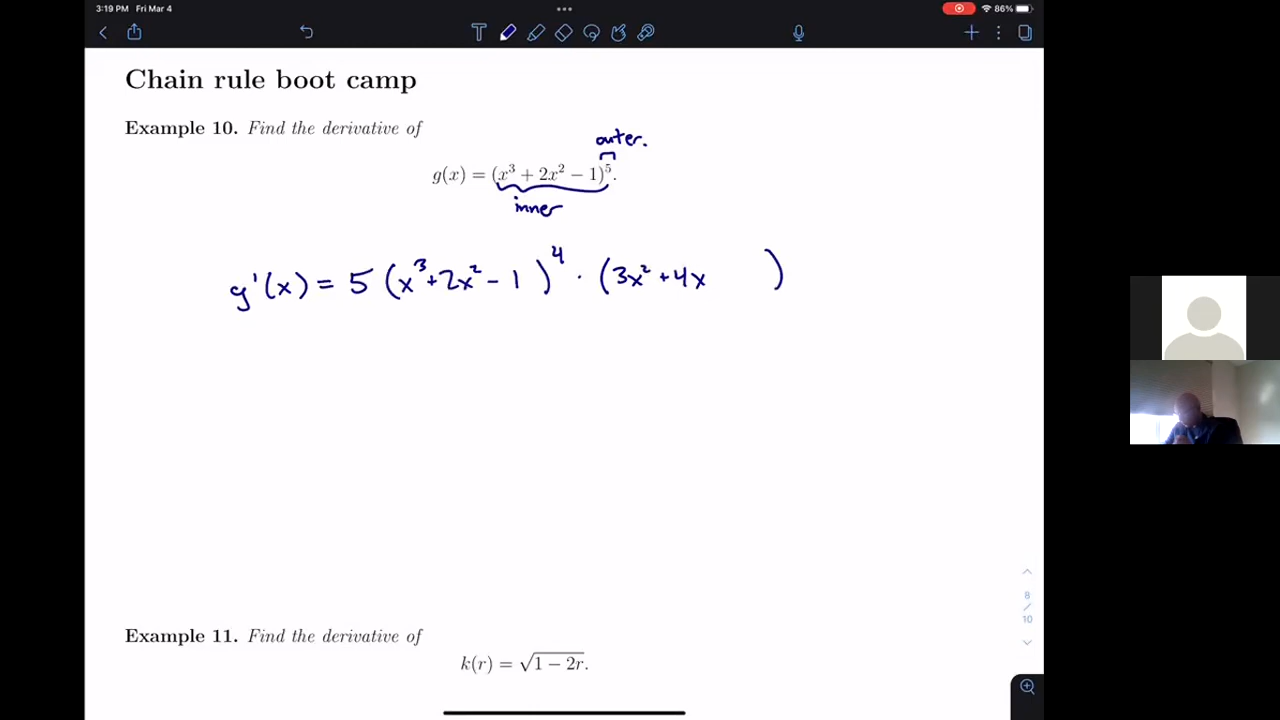 3:19 PM Fri Mar 4
86%
Chain rule boot camp
Example 10. Find the derivative of
outer.
g(x) = (x³ + 2x² − 1)⁵.
inner
g'(x) = 5 (x³+2x²-1)⁴ · (3x²+4x )
8
/
10
Example 11. Find the derivative of
k(r) = √(1 − 2r).